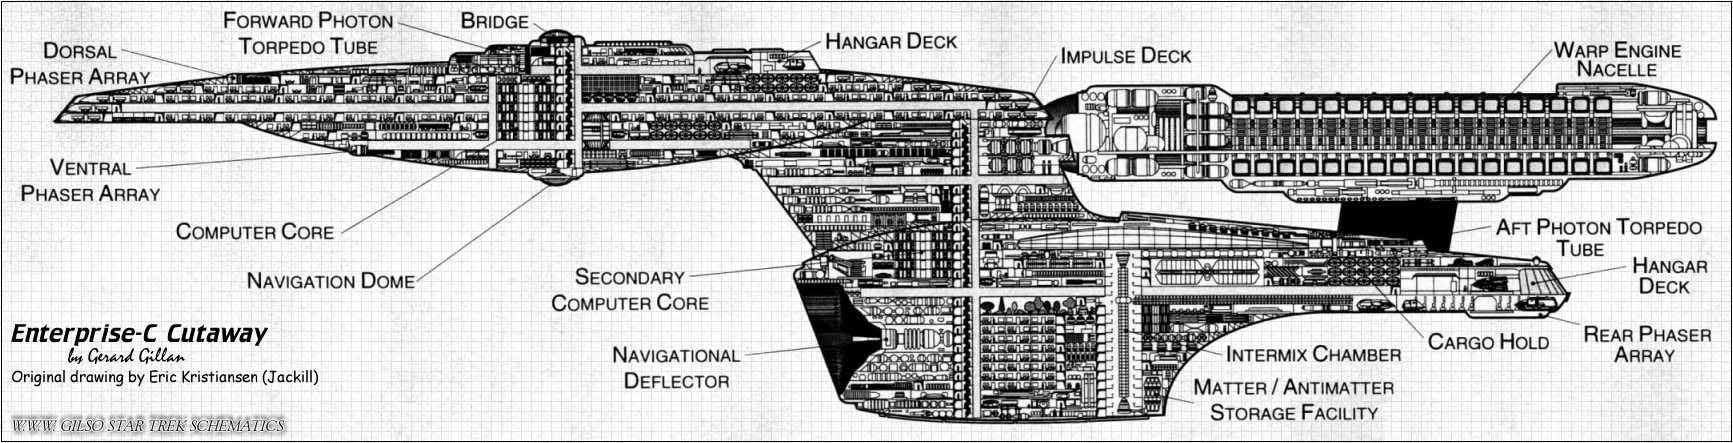 FORWARD PHOTON
TORPEDO TUBE
BRIDGE
DORSAL
PHASER ARRAY
HANGAR DECK
IMPULSE DECK
WARP ENGINE
NACELLE
VENTRAL
PHASER ARRAY
COMPUTER CORE
NAVIGATION DOME
SECONDARY
COMPUTER CORE
AFT PHOTON TORPEDO
TUBE
HANGAR
DECK
NAVIGATIONAL
DEFLECTOR
INTERMIX CHAMBER
CARGO HOLD
REAR PHASER
ARRAY
MATTER / ANTIMATTER
STORAGE FACILITY
Enterprise-C Cutaway
by Gerard Gillan
Original drawing by Eric Kristiansen (Jackill)
WWW. GILSO STAR TREK SCHEMATICS